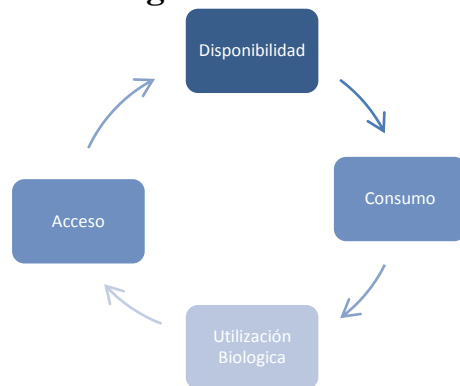 Disponibilidad
Consumo
Utilización
Biologica
Acceso